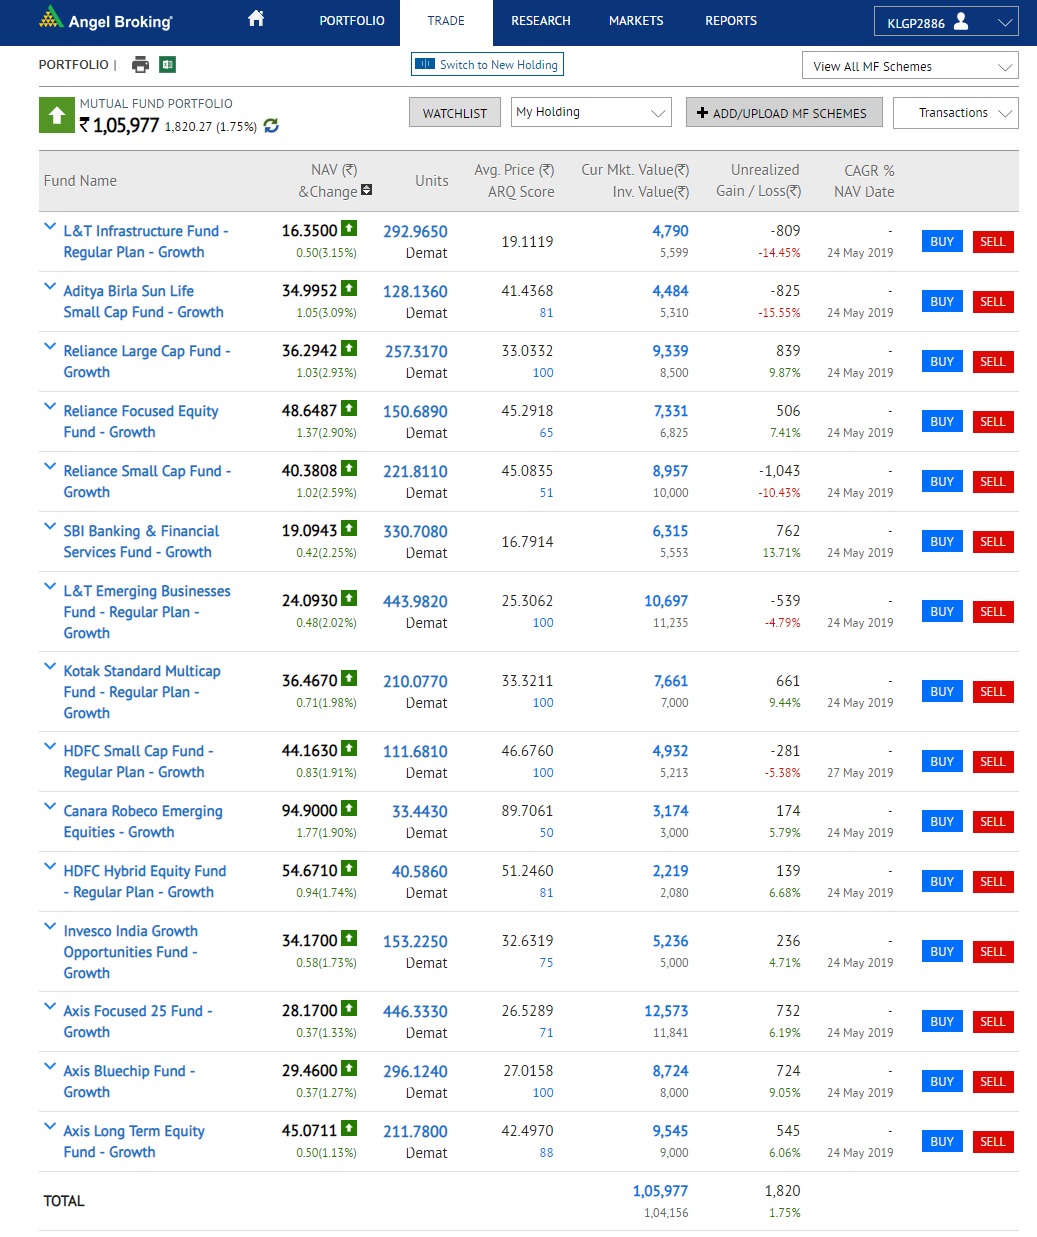 Angel Broking
PORTFOLIO TRADE RESEARCH MARKETS REPORTS KLGP2886
PORTFOLIO | Switch to New Holding View All MF Schemes
MUTUAL FUND PORTFOLIO
₹ 1,05,977 1,820.27 (1.75%) WATCHLIST My Holding + ADD/UPLOAD MF SCHEMES Transactions
Fund Name NAV (₹) &Change Units Avg. Price (₹) ARQ Score Cur Mkt. Value(₹) Inv. Value(₹) Unrealized Gain / Loss(₹) CAGR % NAV Date
L&T Infrastructure Fund - 16.3500 292.9650 19.1119 4,790 -809 - BUY SELL
Regular Plan - Growth 0.50(3.15%) Demat 5,599 -14.45% 24 May 2019
Aditya Birla Sun Life 34.9952 128.1360 41.4368 4,484 -825 - BUY SELL
Small Cap Fund - Growth 1.05(3.09%) Demat 81 5,310 -15.55% 24 May 2019
Reliance Large Cap Fund - 36.2942 257.3170 33.0332 9,339 839 - BUY SELL
Growth 1.03(2.93%) Demat 100 8,500 9.87% 24 May 2019
Reliance Focused Equity 48.6487 150.6890 45.2918 7,331 506 - BUY SELL
Fund - Growth 1.37(2.90%) Demat 65 6,825 7.41% 24 May 2019
Reliance Small Cap Fund - 40.3808 221.8110 45.0835 8,957 -1,043 - BUY SELL
Growth 1.02(2.59%) Demat 51 10,000 -10.43% 24 May 2019
SBI Banking & Financial 19.0943 330.7080 16.7914 6,315 762 - BUY SELL
Services Fund - Growth 0.42(2.25%) Demat 5,553 13.71% 24 May 2019
L&T Emerging Businesses 24.0930 443.9820 25.3062 10,697 -539 - BUY SELL
Fund - Regular Plan - 0.48(2.02%) Demat 100 11,235 -4.79% 24 May 2019
Growth
Kotak Standard Multicap 36.4670 210.0770 33.3211 7,661 661 - BUY SELL
Fund - Regular Plan - 0.71(1.98%) Demat 100 7,000 9.44% 24 May 2019
Growth
HDFC Small Cap Fund - 44.1630 111.6810 46.6760 4,932 -281 - BUY SELL
Regular Plan - Growth 0.83(1.91%) Demat 100 5,213 -5.38% 27 May 2019
Canara Robeco Emerging 94.9000 33.4430 89.7061 3,174 174 - BUY SELL
Equities - Growth 1.77(1.90%) Demat 50 3,000 5.79% 24 May 2019
HDFC Hybrid Equity Fund 54.6710 40.5860 51.2460 2,219 139 - BUY SELL
- Regular Plan - Growth 0.94(1.74%) Demat 81 2,080 6.68% 24 May 2019
Invesco India Growth 34.1700 153.2250 32.6319 5,236 236 - BUY SELL
Opportunities Fund - 0.58(1.73%) Demat 75 5,000 4.71% 24 May 2019
Growth
Axis Focused 25 Fund - 28.1700 446.3330 26.5289 12,573 732 - BUY SELL
Growth 0.37(1.33%) Demat 71 11,841 6.19% 24 May 2019
Axis Bluechip Fund - 29.4600 296.1240 27.0158 8,724 724 - BUY SELL
Growth 0.37(1.27%) Demat 100 8,000 9.05% 24 May 2019
Axis Long Term Equity 45.0711 211.7800 42.4970 9,545 545 - BUY SELL
Fund - Growth 0.50(1.13%) Demat 88 9,000 6.06% 24 May 2019
TOTAL 1,05,977 1,820
1,04,156 1.75%